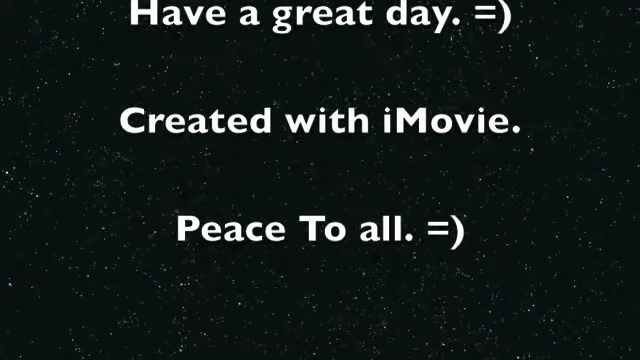 Have a great day. =)
Created with iMovie.
Peace To all. =)